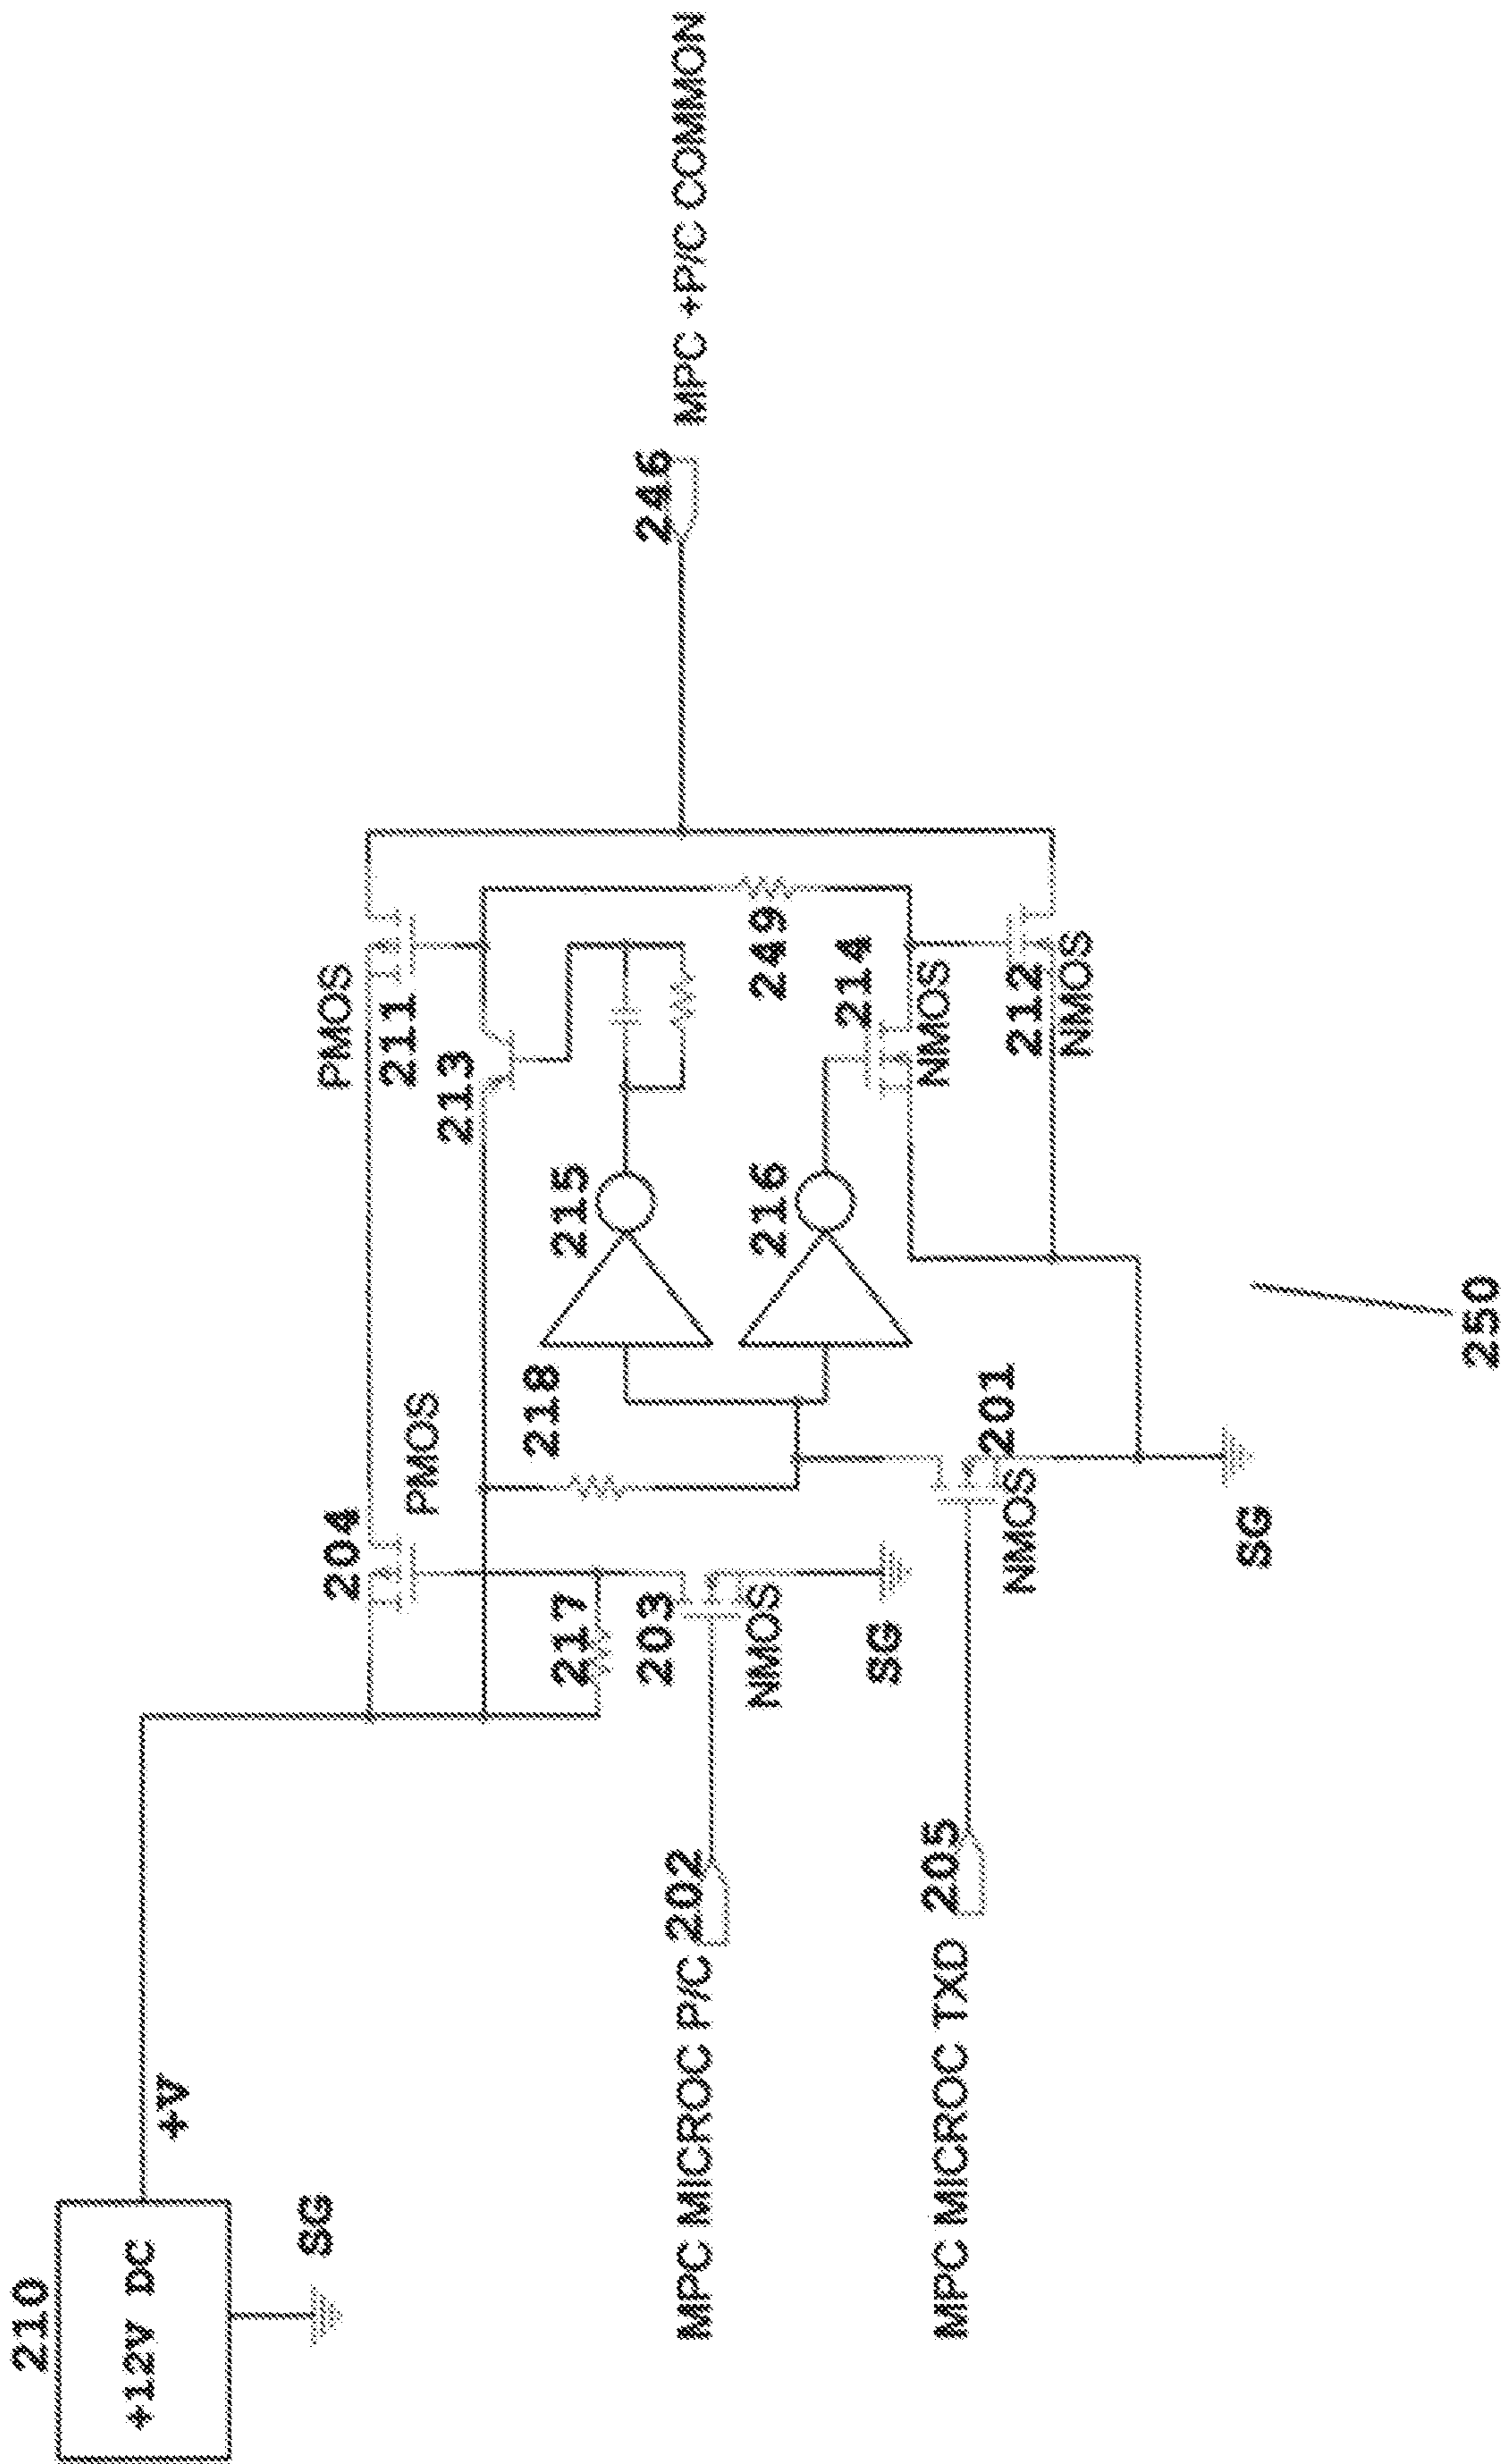 210
+12V DC
+V
SG
204
PMOS
PMOS
211
213
217
203
NMOS
SG
218
215
216
249
214
NMOS
212
NMOS
201
NMOS
SG
MPC MICROC P/C 202
MPC MICROC TXD 205
246
MPC +P/C COMMON
250